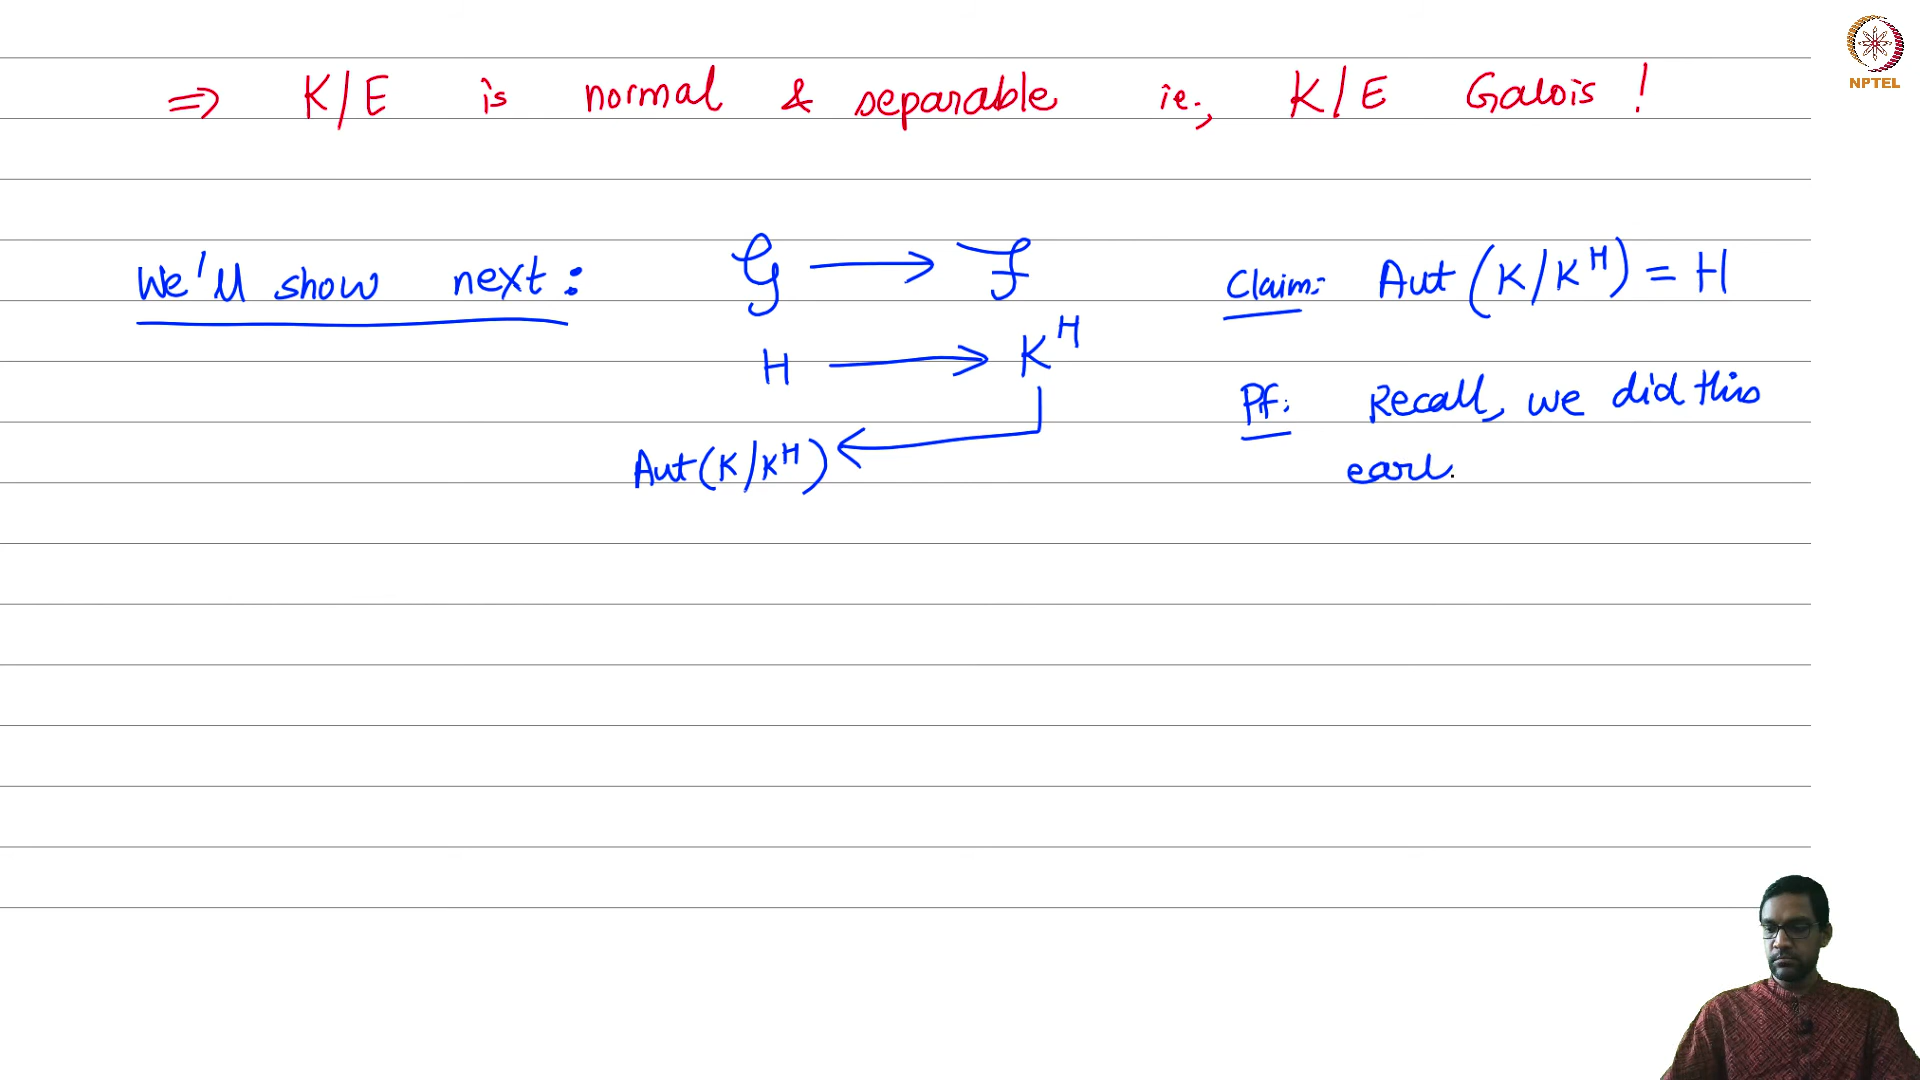 ⇒ K/E is normal & separable ie., K/E Galois !
NPTEL
We'll show next : 𝒢 → ℱ
H → K^H
Aut(K/K^H) ←
Claim: Aut (K/K^H) = H
Pf: Recall, we did this
earl.